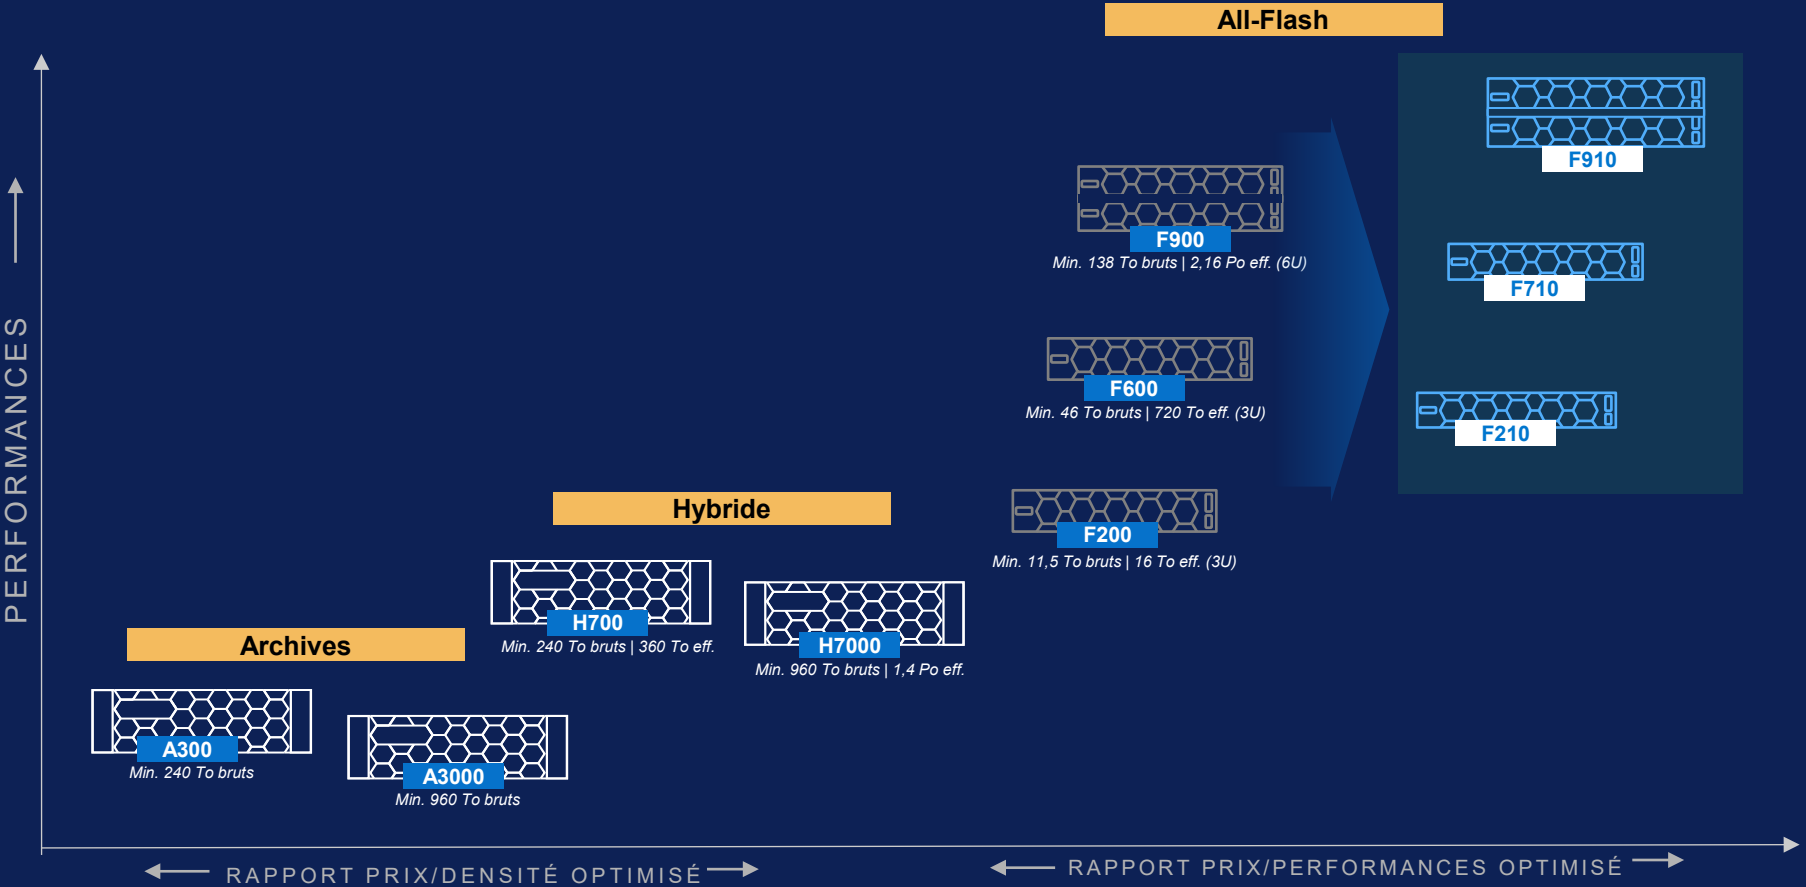 All-Flash
F910
F900
Min. 138 To bruts | 2,16 Po eff. (6U)
F710
F600
Min. 46 To bruts | 720 To eff. (3U)
F210
F200
Min. 11,5 To bruts | 16 To eff. (3U)
Hybride
H700
Min. 240 To bruts | 360 To eff.
H7000
Min. 960 To bruts | 1,4 Po eff.
Archives
A300
Min. 240 To bruts
A3000
Min. 960 To bruts
PERFORMANCES
RAPPORT PRIX/DENSITÉ OPTIMISÉ
RAPPORT PRIX/PERFORMANCES OPTIMISÉ